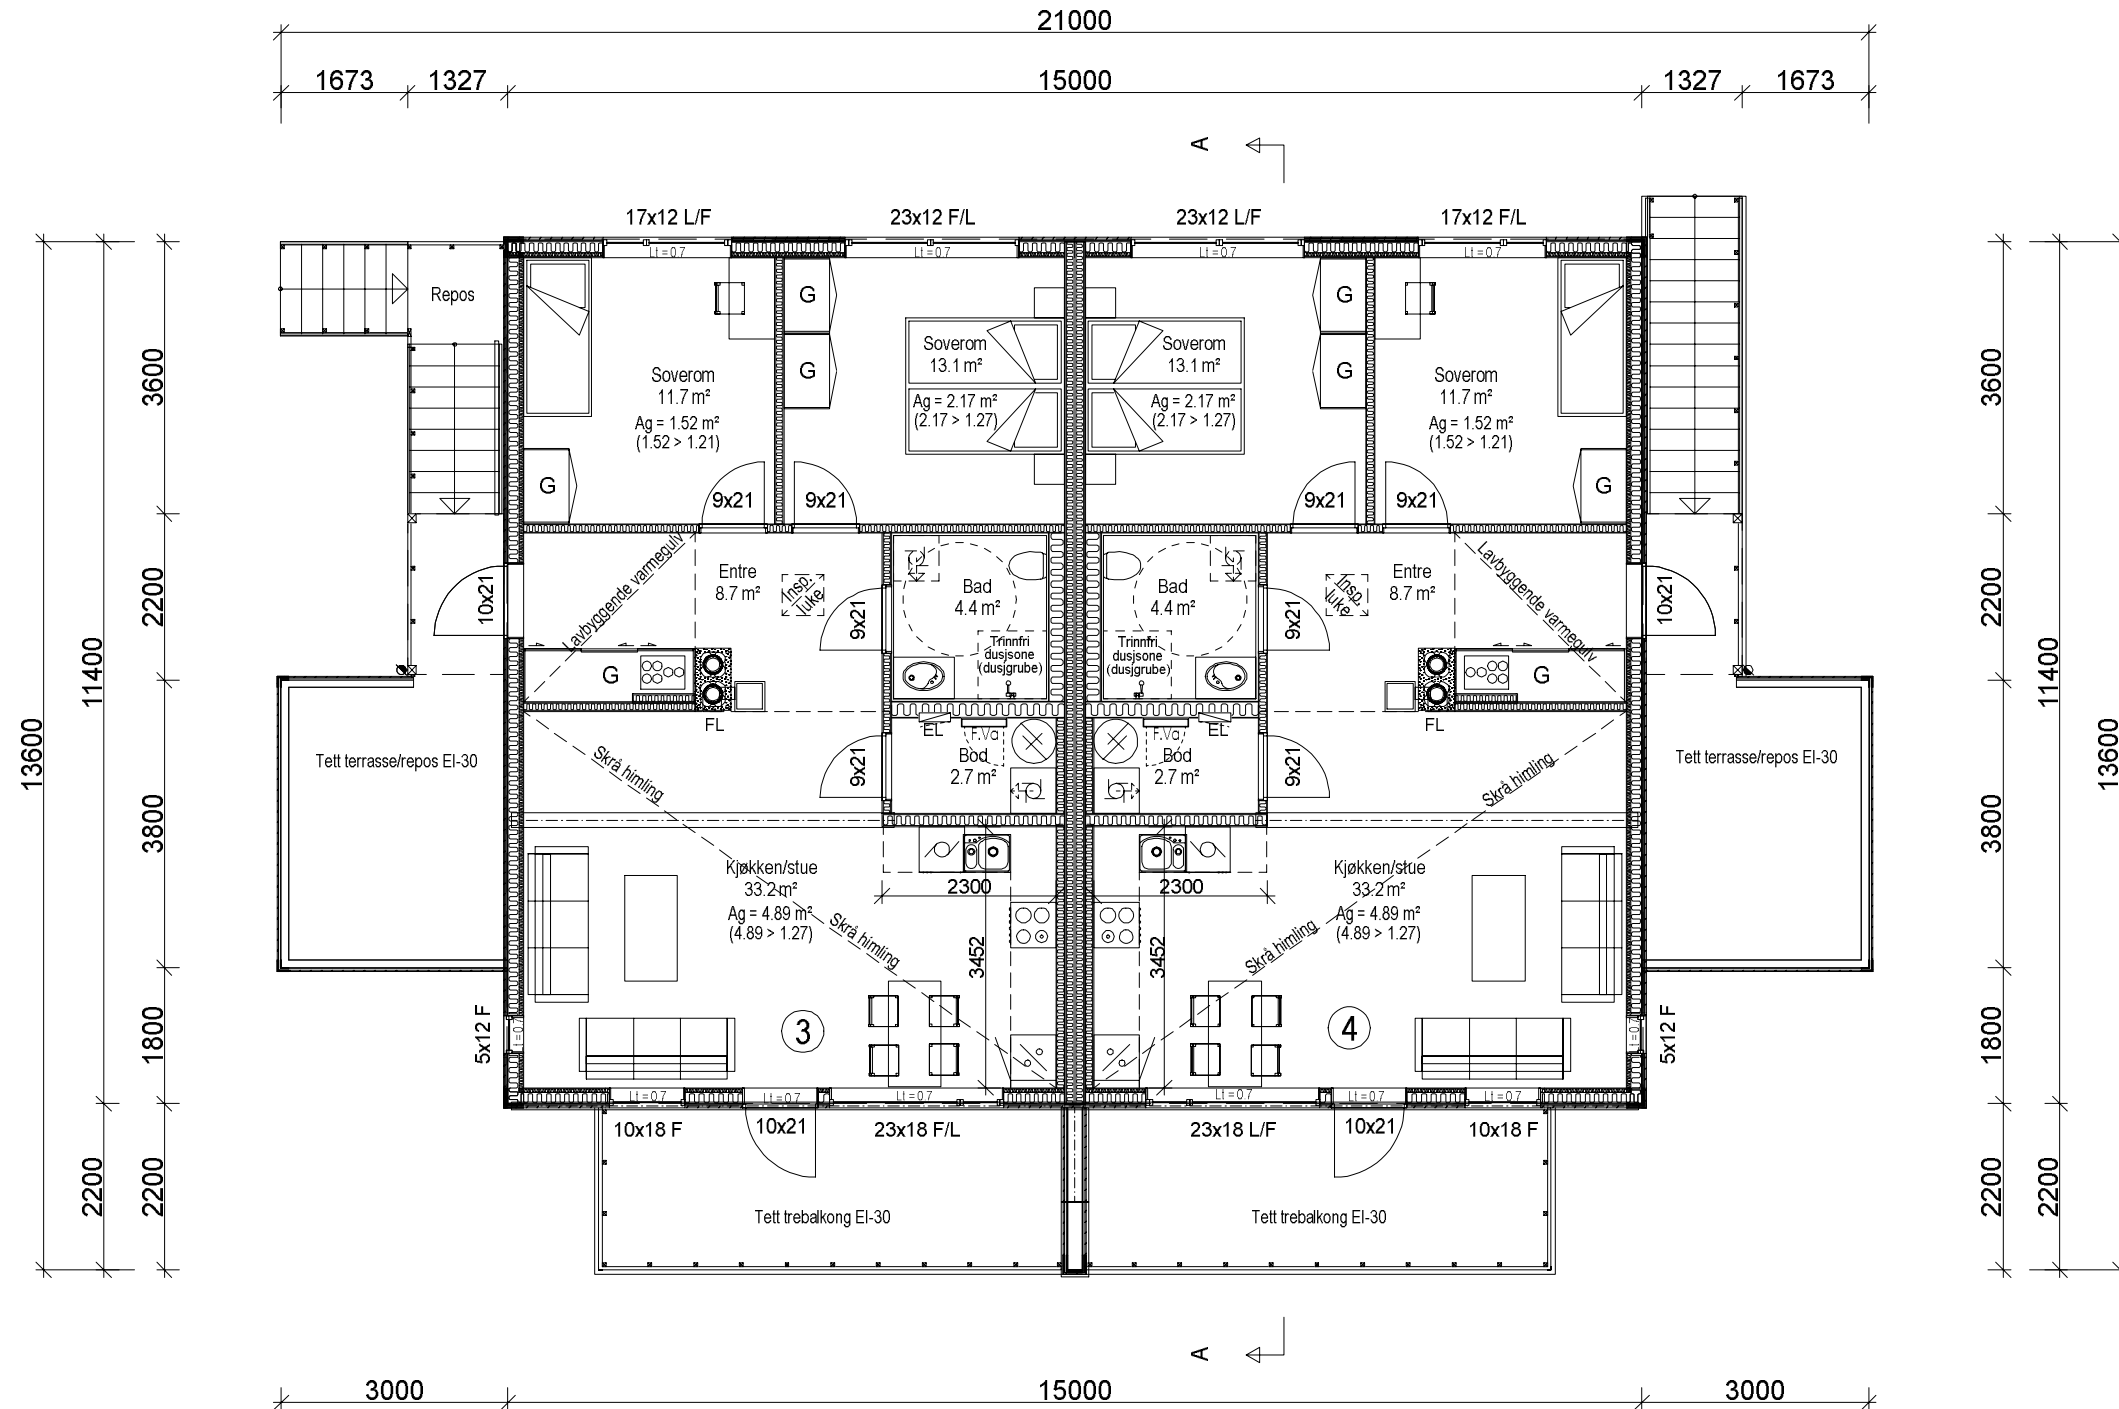 21000
1673
1327
15000
1327
1673
A
17x12 L/F
23x12 F/L
23x12 L/F
17x12 F/L
Lt = 0.7
Lt = 0.7
Lt = 0.7
Lt = 0.7
Repos
G
G
G
G
Soverom
13.1 m²
Ag = 2.17 m²
(2.17 > 1.27)
Soverom
13.1 m²
Ag = 2.17 m²
(2.17 > 1.27)
Soverom
11.7 m²
Ag = 1.52 m²
(1.52 > 1.21)
Soverom
11.7 m²
Ag = 1.52 m²
(1.52 > 1.21)
G
G
9x21
9x21
9x21
9x21
3600
3600
2200
2200
11400
11400
13600
13600
3800
3800
1800
1800
2200
2200
2200
2200
10x21
10x21
Lavbyggende varmegulv
Lavbyggende varmegulv
Entre
8.7 m²
Insp.
luke
Entre
8.7 m²
Insp.
luke
9x21
9x21
Bad
4.4 m²
Trinnfri
dusjsone
(dusjgrube)
Bad
4.4 m²
Trinnfri
dusjsone
(dusjgrube)
G
G
FL
FL
EL
F.Va
Bod
2.7 m²
EL
F.Va
Bod
2.7 m²
9x21
9x21
Tett terrasse/repos EI-30
Tett terrasse/repos EI-30
Skrå himling
Skrå himling
Skrå himling
Skrå himling
Kjøkken/stue
33.2 m²
Ag = 4.89 m²
(4.89 > 1.27)
Kjøkken/stue
33.2 m²
Ag = 4.89 m²
(4.89 > 1.27)
2300
2300
3452
3452
3
4
5x12 F
5x12 F
Lt = 0.7
Lt = 0.7
Lt = 0.7
Lt = 0.7
Lt = 0.7
Lt = 0.7
Lt = 0.7
Lt = 0.7
10x18 F
10x21
23x18 F/L
23x18 L/F
10x21
10x18 F
Tett trebalkong EI-30
Tett trebalkong EI-30
A
3000
15000
3000